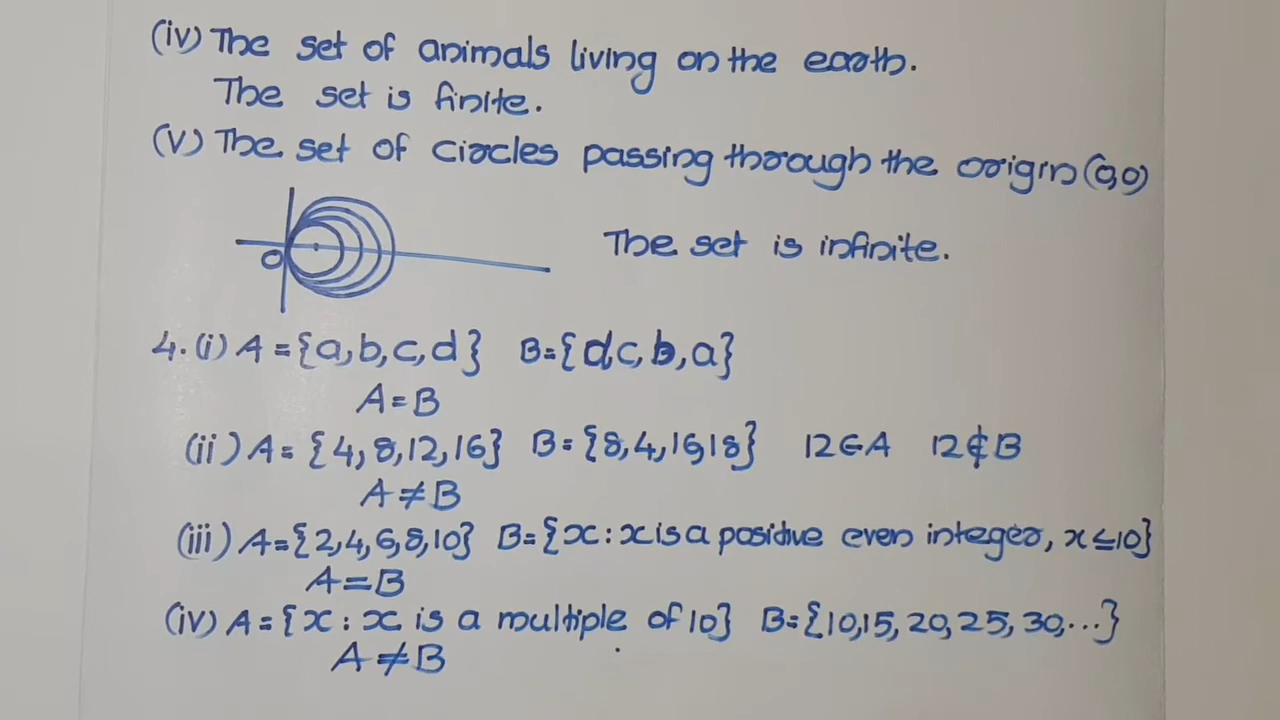 (iv) The set of animals living on the earth.
The set is finite.
(v) The set of circles passing through the origin (0,0)
O
The set is infinite.
4. (i) A = {a, b, c, d} B = {d c, b, a}
A = B
(ii) A = {4, 8, 12, 16} B = {8, 4, 16, 18} 12 ∈ A 12 ∉ B
A ≠ B
(iii) A = {2, 4, 6, 8, 10} B = {x : x is a positive even integer, x ≤ 10}
A = B
(iv) A = {x : x is a multiple of 10} B = {10, 15, 20, 25, 30, ...}
A ≠ B